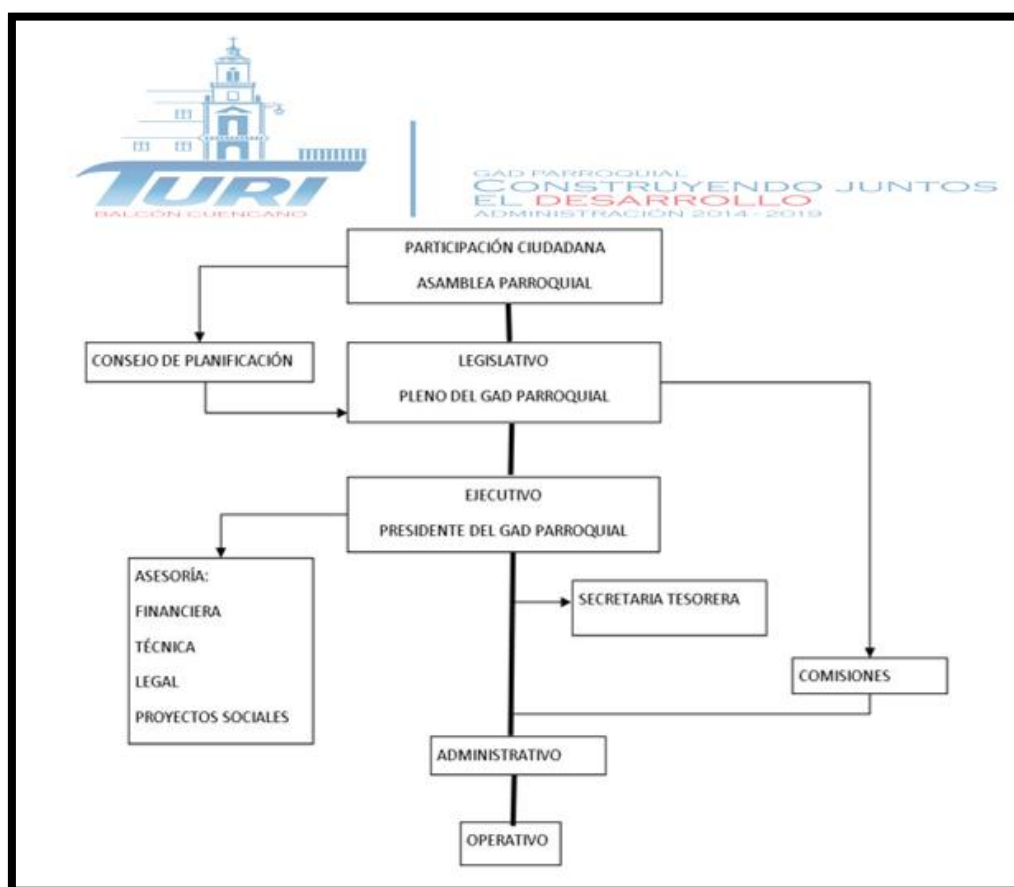 TURI
BALCÓN CUENCANO
GAD PARROQUIAL
CONSTRUYENDO JUNTOS
EL DESARROLLO
ADMINISTRACIÓN 2014 - 2019
PARTICIPACIÓN CIUDADANA
ASAMBLEA PARROQUIAL
CONSEJO DE PLANIFICACIÓN
LEGISLATIVO
PLENO DEL GAD PARROQUIAL
EJECUTIVO
PRESIDENTE DEL GAD PARROQUIAL
ASESORÍA:
FINANCIERA
TÉCNICA
LEGAL
PROYECTOS SOCIALES
SECRETARIA TESORERA
COMISIONES
ADMINISTRATIVO
OPERATIVO